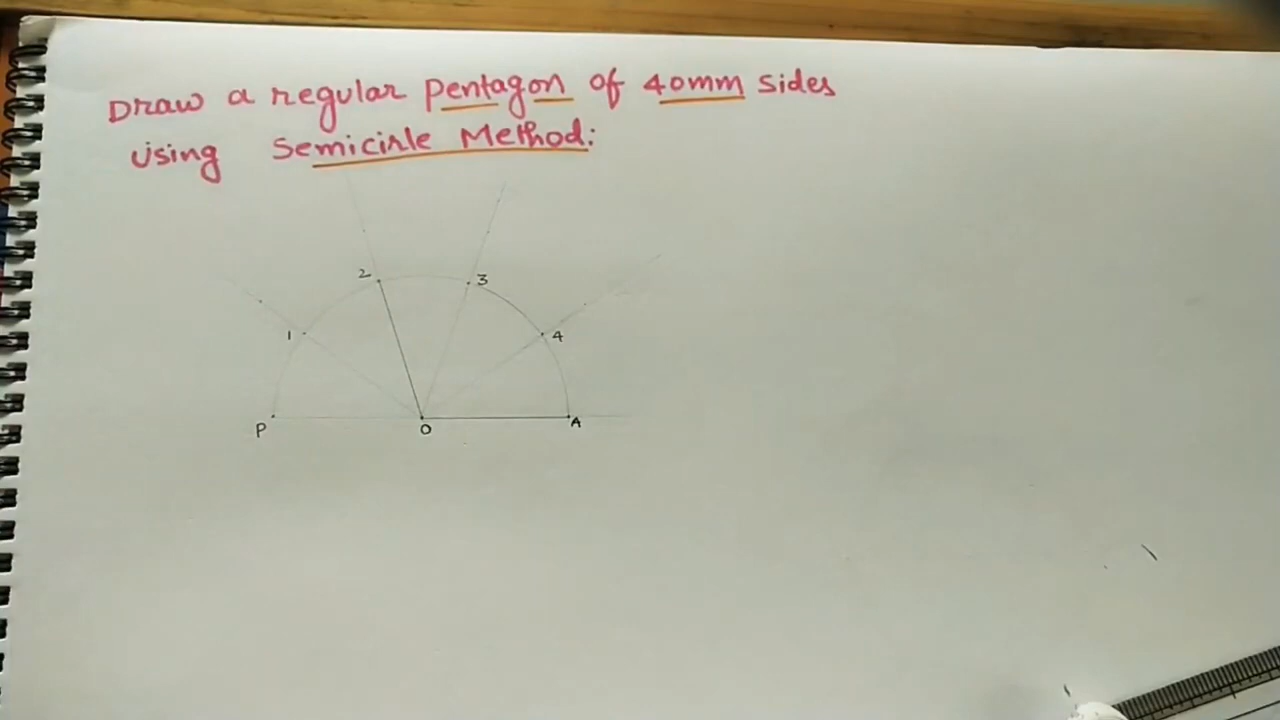 Draw a regular pentagon of 40mm sides
using Semicirle Method:
2
3
1
4
P
O
A